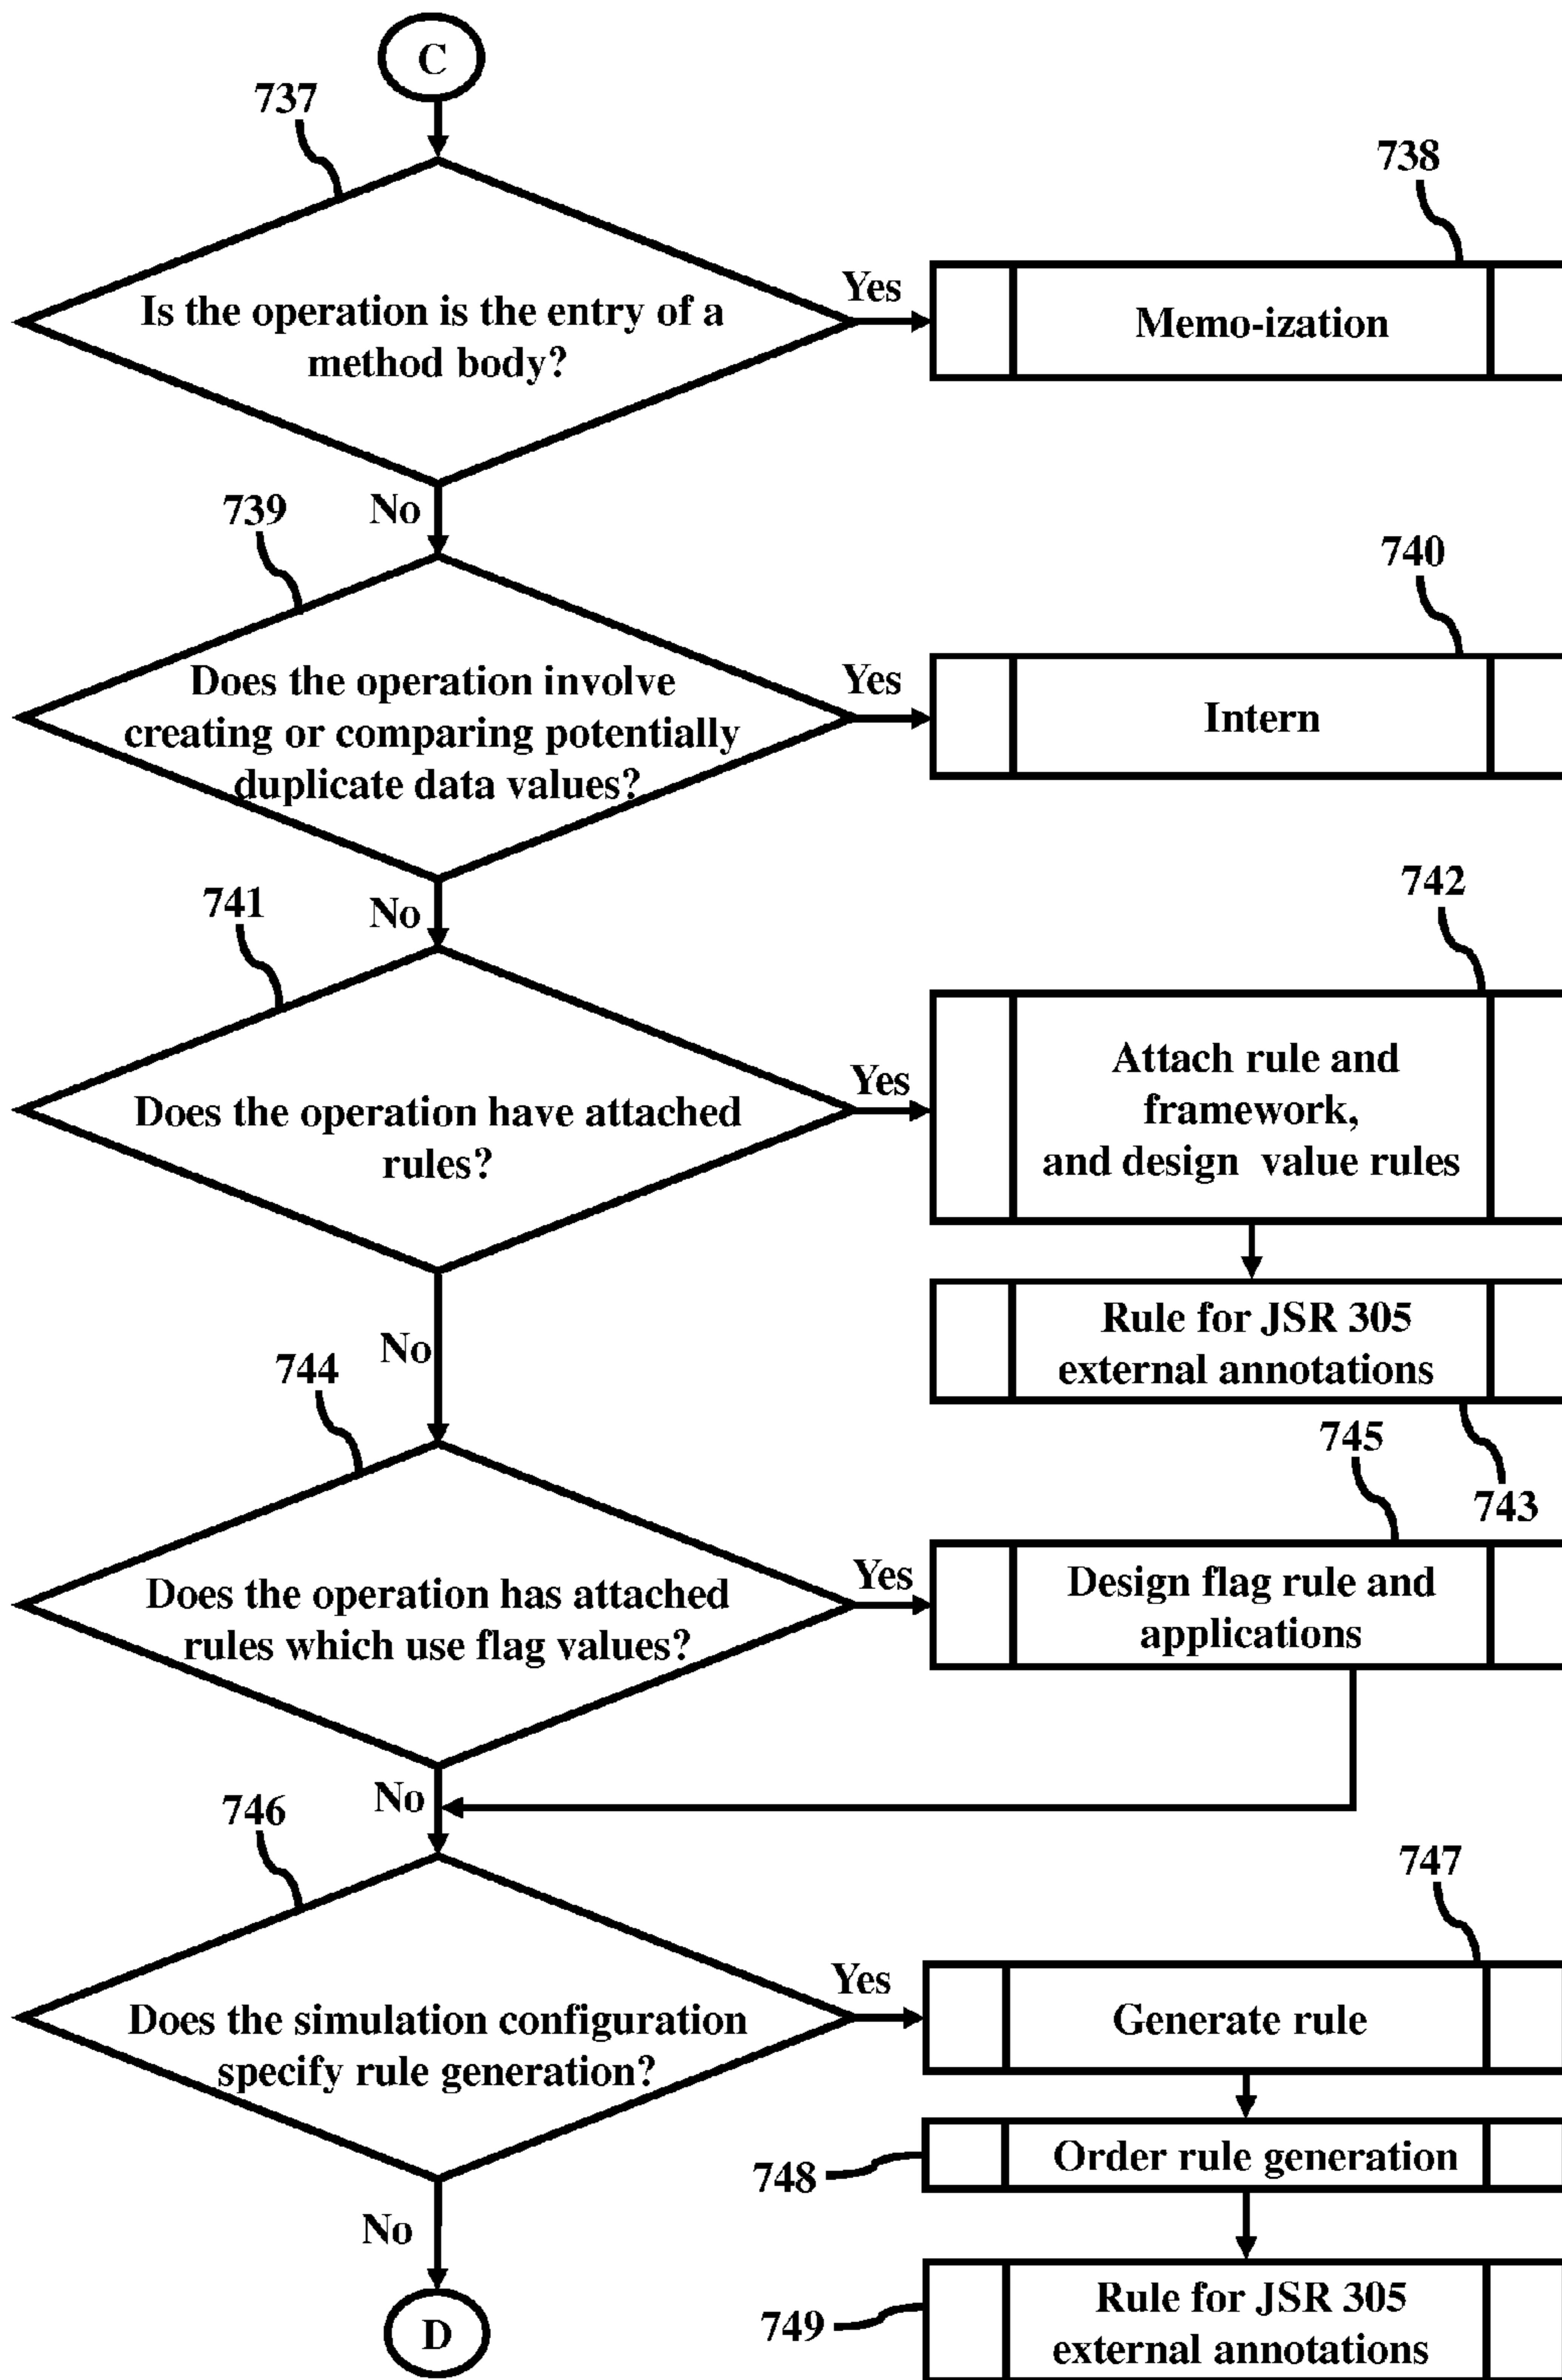 C
737
738
Is the operation is the entry of a
method body?
Yes
Memo-ization
No
739
740
Does the operation involve
creating or comparing potentially
duplicate data values?
Yes
Intern
No
741
742
Does the operation have attached
rules?
Yes
Attach rule and
framework,
and design value rules
Rule for JSR 305
external annotations
743
No
744
745
Does the operation has attached
rules which use flag values?
Yes
Design flag rule and
applications
No
746
747
Does the simulation configuration
specify rule generation?
Yes
Generate rule
748
Order rule generation
749
Rule for JSR 305
external annotations
No
D